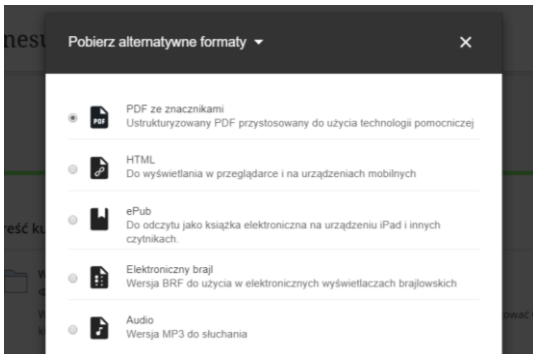 Pobierz alternatywne formaty
PDF ze znacznikami
Ustrukturyzowany PDF przystosowany do użycia technologii pomocniczej
HTML
Do wyświetlania w przeglądarce i na urządzeniach mobilnych
ePub
Do odczytu jako książka elektroniczna na urządzeniu iPad i innych
czytnikach.
Elektroniczny brajl
Wersja BRF do użycia w elektronicznych wyświetlaczach brajlowskich
Audio
Wersja MP3 do słuchania